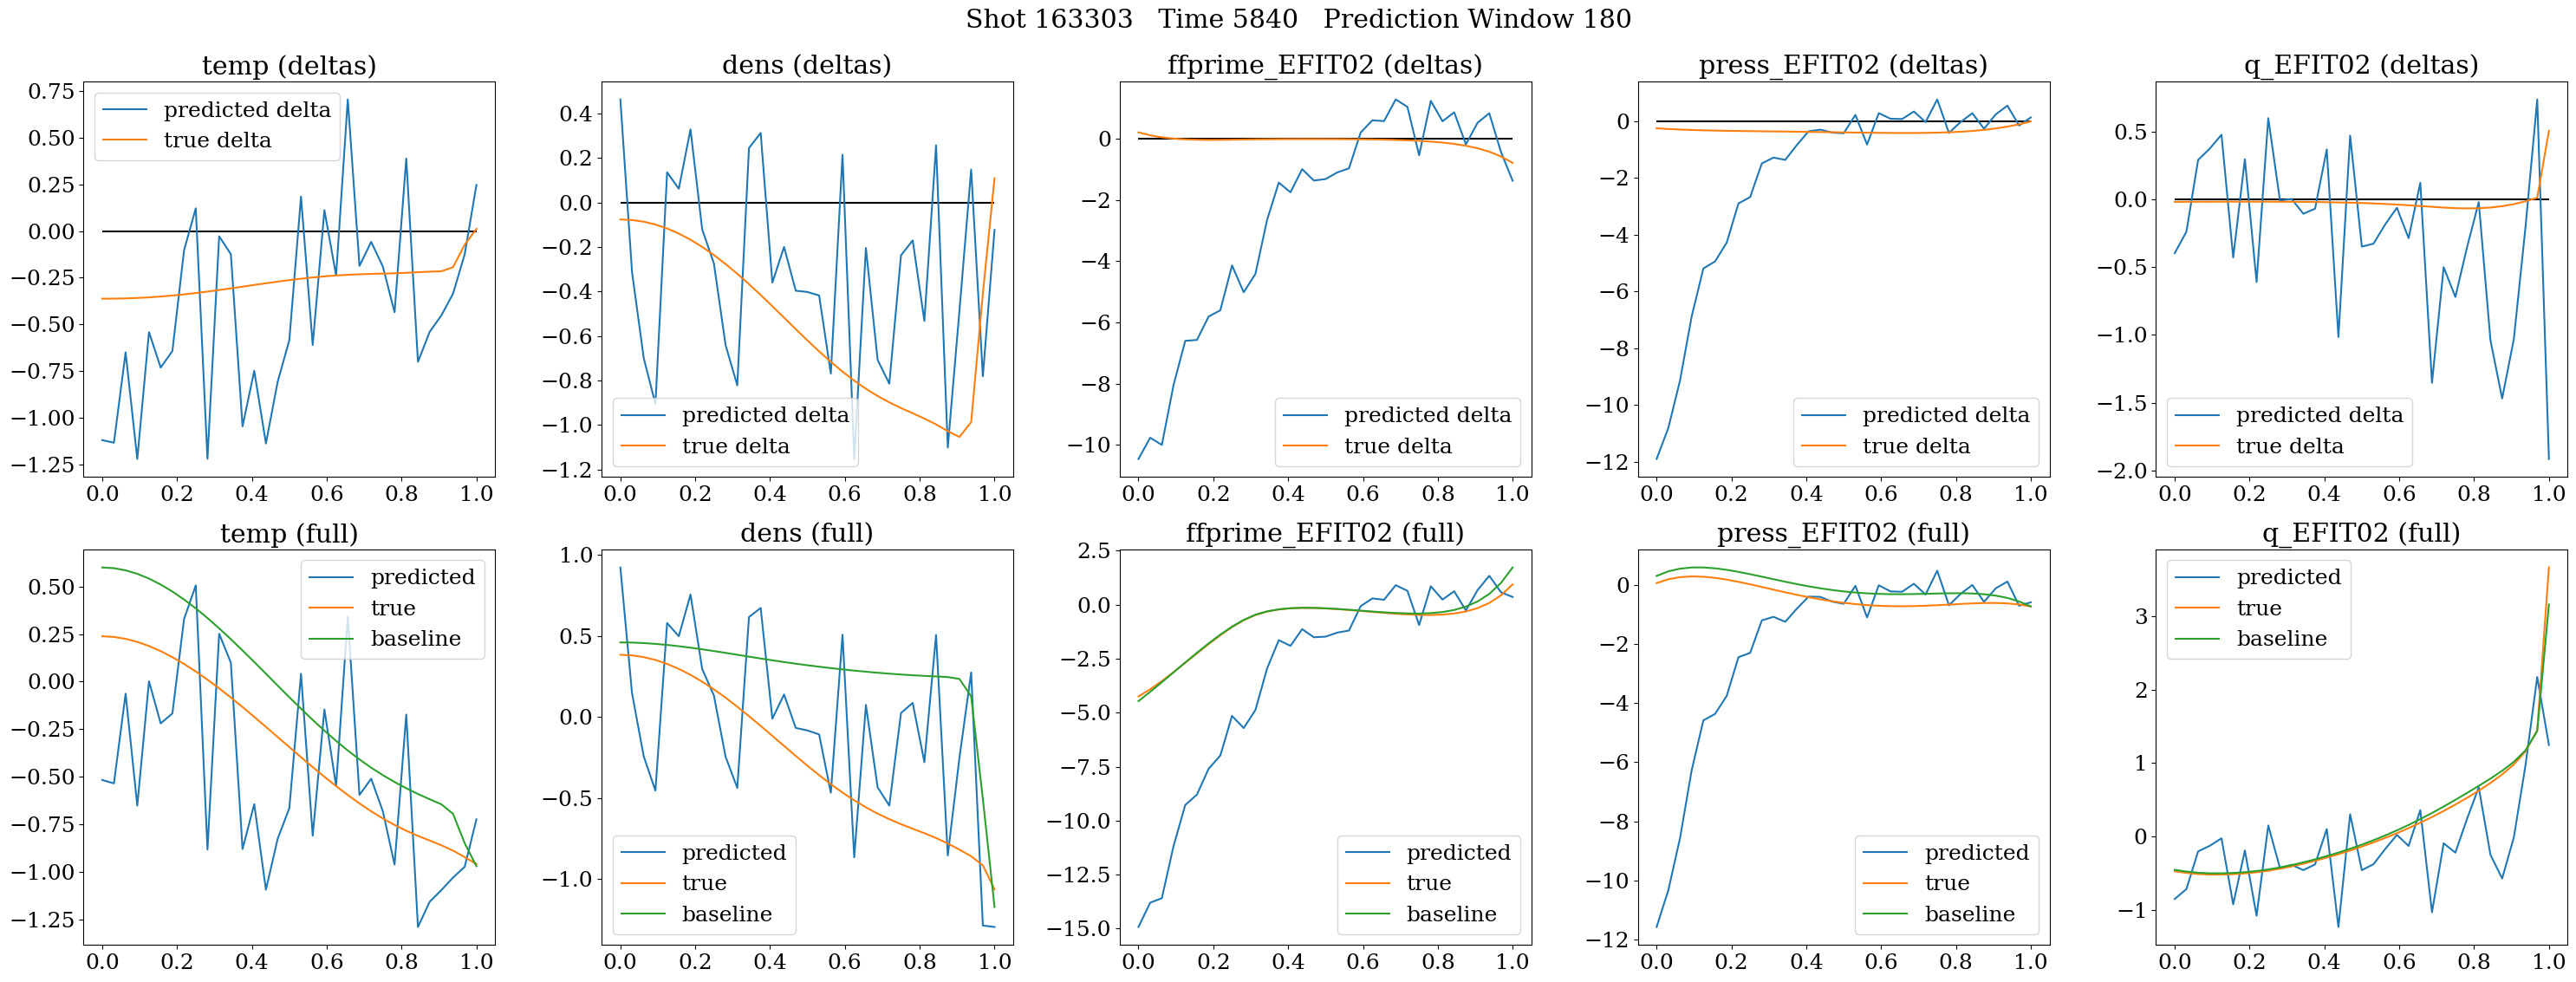 Shot 163303   Time 5840   Prediction Window 180
temp (deltas)
0.75
0.50
0.25
0.00
−0.25
−0.50
−0.75
−1.00
−1.25
predicted delta
true delta
0.0 0.2 0.4 0.6 0.8 1.0
dens (deltas)
0.4
0.2
0.0
−0.2
−0.4
−0.6
−0.8
−1.0
−1.2
predicted delta
true delta
0.0 0.2 0.4 0.6 0.8 1.0
ffprime_EFIT02 (deltas)
0
−2
−4
−6
−8
−10
predicted delta
true delta
0.0 0.2 0.4 0.6 0.8 1.0
press_EFIT02 (deltas)
0
−2
−4
−6
−8
−10
−12
predicted delta
true delta
0.0 0.2 0.4 0.6 0.8 1.0
q_EFIT02 (deltas)
0.5
0.0
−0.5
−1.0
−1.5
−2.0
predicted delta
true delta
0.0 0.2 0.4 0.6 0.8 1.0
temp (full)
0.50
0.25
0.00
−0.25
−0.50
−0.75
−1.00
−1.25
predicted
true
baseline
0.0 0.2 0.4 0.6 0.8 1.0
dens (full)
1.0
0.5
0.0
−0.5
−1.0
predicted
true
baseline
0.0 0.2 0.4 0.6 0.8 1.0
ffprime_EFIT02 (full)
2.5
0.0
−2.5
−5.0
−7.5
−10.0
−12.5
−15.0
predicted
true
baseline
0.0 0.2 0.4 0.6 0.8 1.0
press_EFIT02 (full)
0
−2
−4
−6
−8
−10
−12
predicted
true
baseline
0.0 0.2 0.4 0.6 0.8 1.0
q_EFIT02 (full)
3
2
1
0
−1
predicted
true
baseline
0.0 0.2 0.4 0.6 0.8 1.0